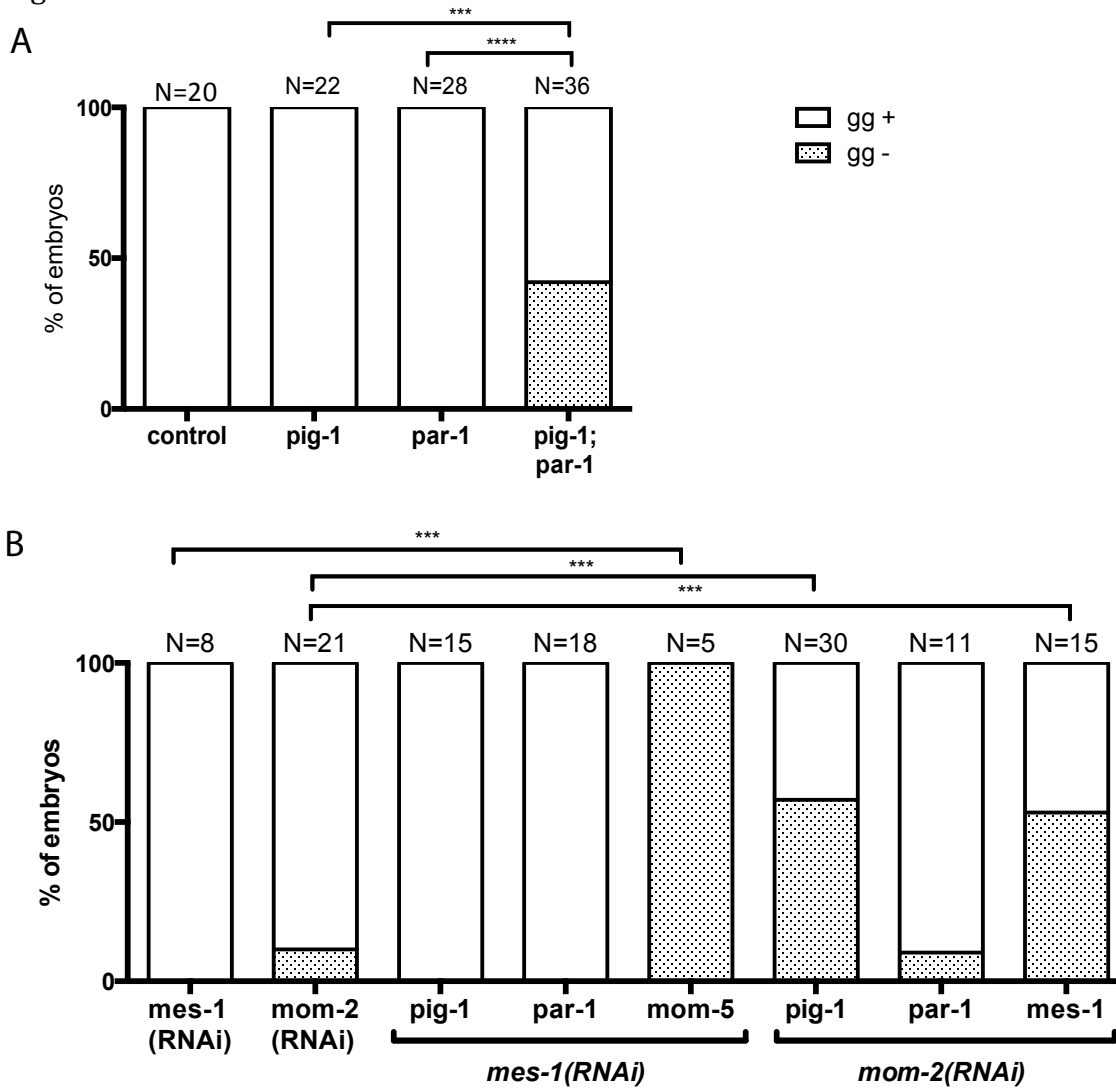 ***
A
****
N=20 N=22 N=28 N=36
gg +
gg -
100
50
0
% of embryos
control pig-1 par-1 pig-1;
par-1
B
***
***
***
N=8 N=21 N=15 N=18 N=5 N=30 N=11 N=15
100
50
0
% of embryos
mes-1 mom-2 pig-1 par-1 mom-5 pig-1 par-1 mes-1
(RNAi) (RNAi)
mes-1(RNAi) mom-2(RNAi)